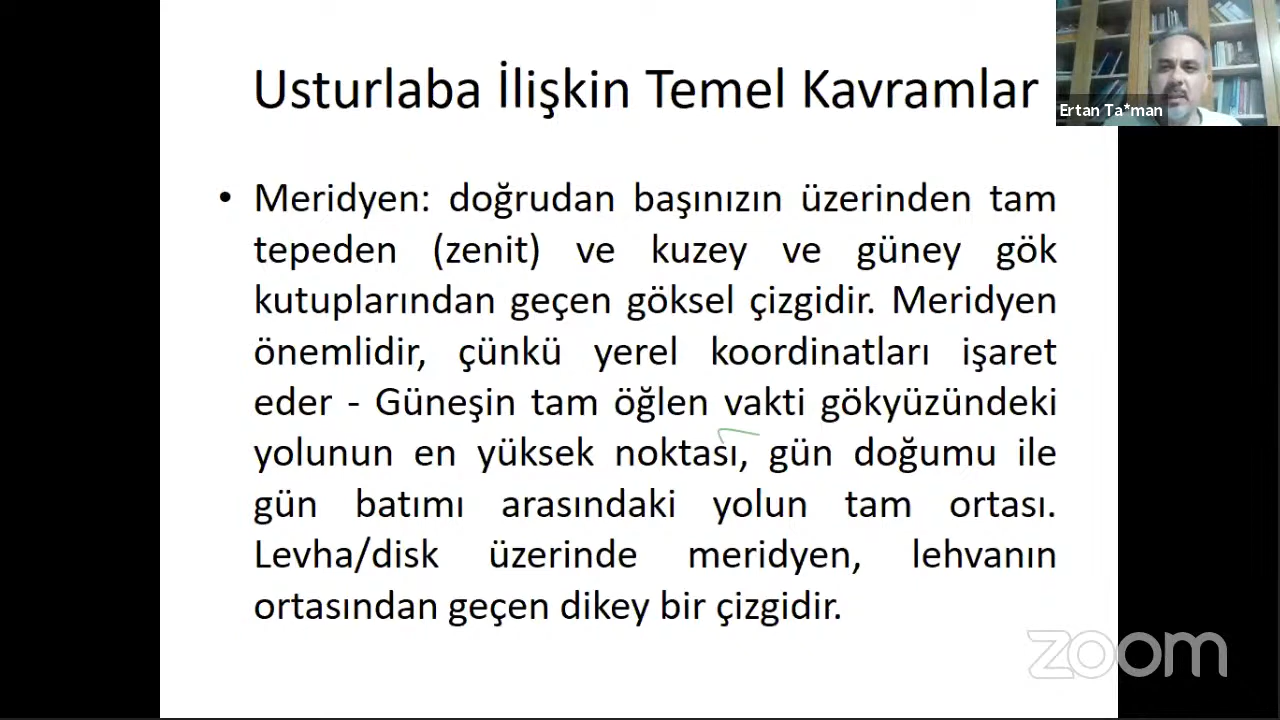 Usturlaba İlişkin Temel Kavramlar
Ertan Ta*man
• Meridyen: doğrudan başınızın üzerinden tam
tepeden (zenit) ve kuzey ve güney gök
kutuplarından geçen göksel çizgidir. Meridyen
önemlidir, çünkü yerel koordinatları işaret
eder - Güneşin tam öğlen vakti gökyüzündeki
yolunun en yüksek noktası, gün doğumu ile
gün batımı arasındaki yolun tam ortası.
Levha/disk üzerinde meridyen, lehvanın
ortasından geçen dikey bir çizgidir.
zoom